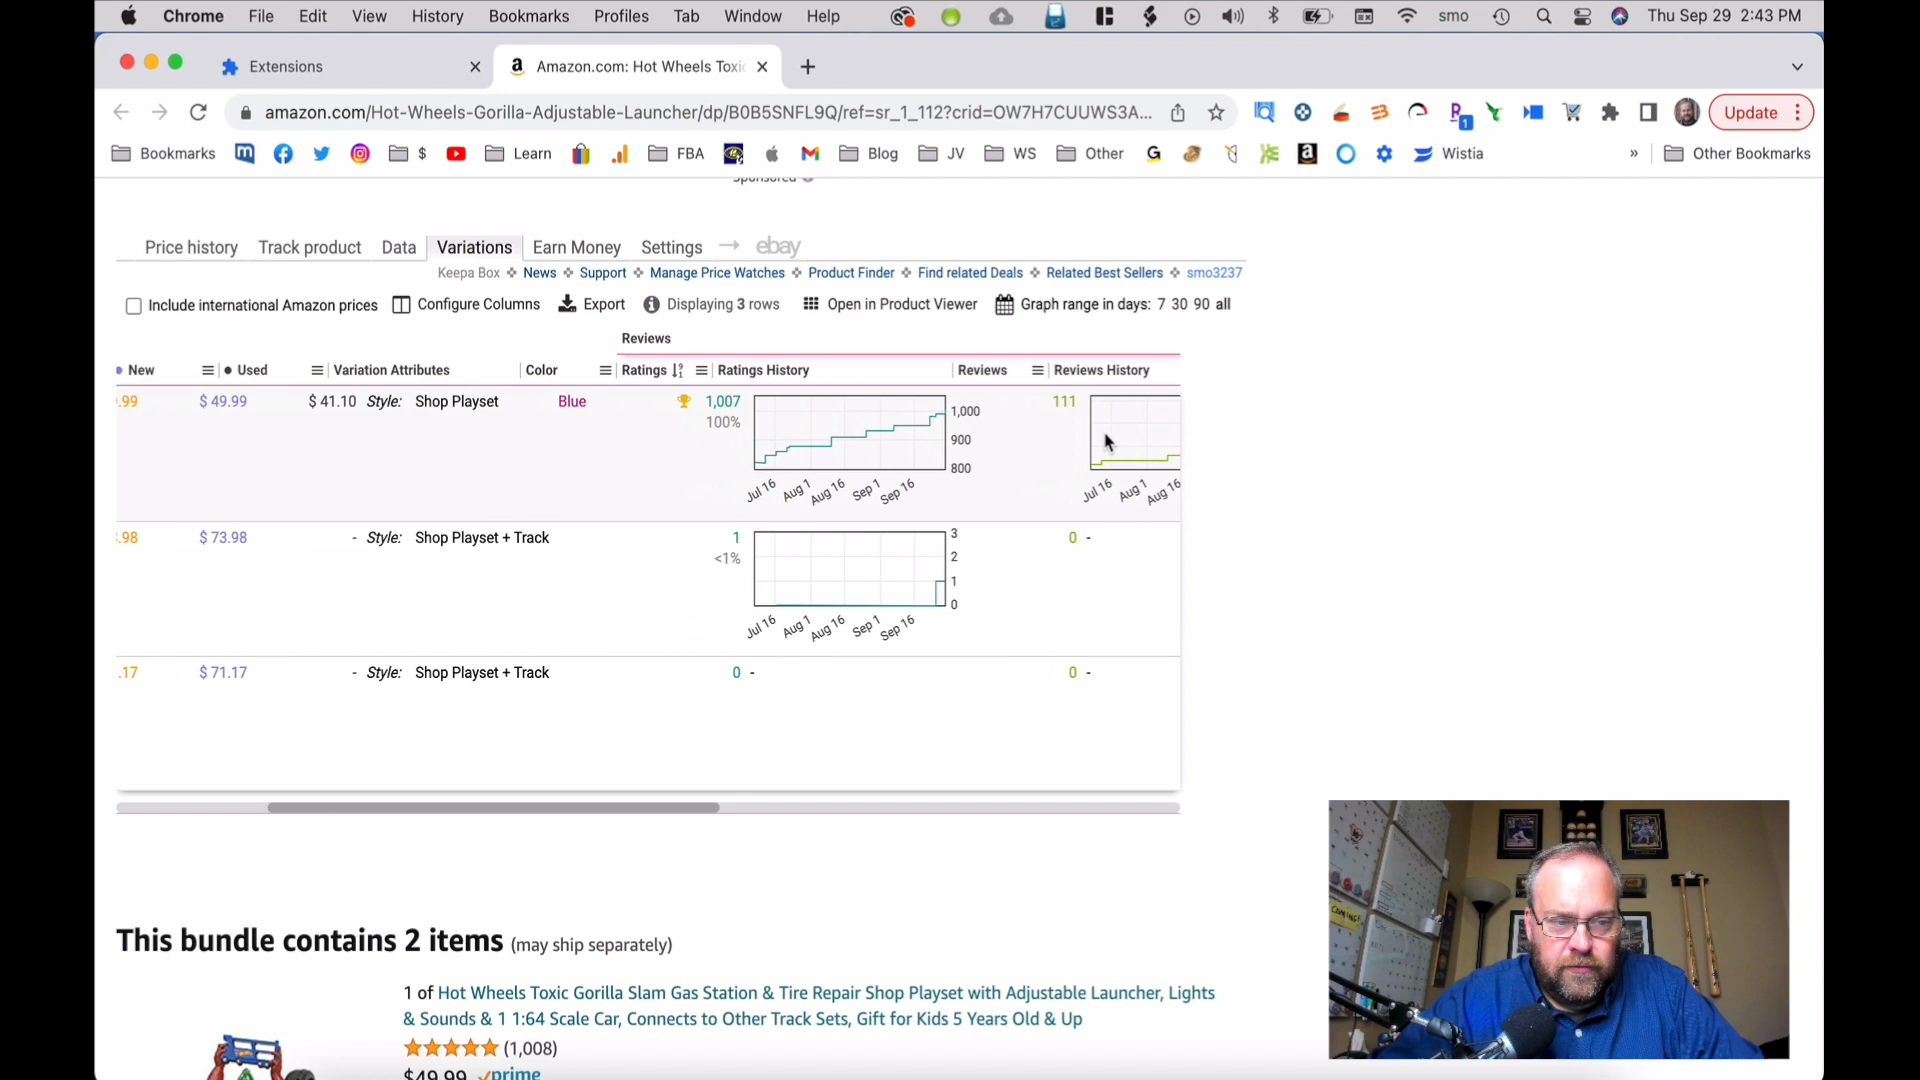 Chrome File Edit View History Bookmarks Profiles Tab Window Help smo Thu Sep 29 2:43 PM
Extensions
Amazon.com: Hot Wheels Toxi
amazon.com/Hot-Wheels-Gorilla-Adjustable-Launcher/dp/B0B5SNFL9Q/ref=sr_1_112?crid=OW7H7CUUWS3A...
1
Update
Bookmarks $ Learn FBA Blog JV WS Other Wistia » Other Bookmarks
Sponsored
Price history Track product Data Variations Earn Money Settings → ebay
Keepa Box News Support Manage Price Watches Product Finder Find related Deals Related Best Sellers smo3237
Include international Amazon prices Configure Columns Export Displaying 3 rows Open in Product Viewer Graph range in days: 7 30 90 all
Reviews
New Used Variation Attributes Color Ratings Ratings History Reviews Reviews History
.99 $ 49.99 $ 41.10 Style: Shop Playset Blue 1,007 111
100%
1,000
900
800
Jul 16 Aug 1 Aug 16 Sep 1 Sep 16
Jul 16 Aug 1 Aug 16
.98 $ 73.98 - Style: Shop Playset + Track 1 0 -
<1%
3
2
1
0
Jul 16 Aug 1 Aug 16 Sep 1 Sep 16
.17 $ 71.17 - Style: Shop Playset + Track 0 - 0 -
This bundle contains 2 items (may ship separately)
1 of Hot Wheels Toxic Gorilla Slam Gas Station & Tire Repair Shop Playset with Adjustable Launcher, Lights
& Sounds & 1 1:64 Scale Car, Connects to Other Track Sets, Gift for Kids 5 Years Old & Up
(1,008)
$49.99 prime